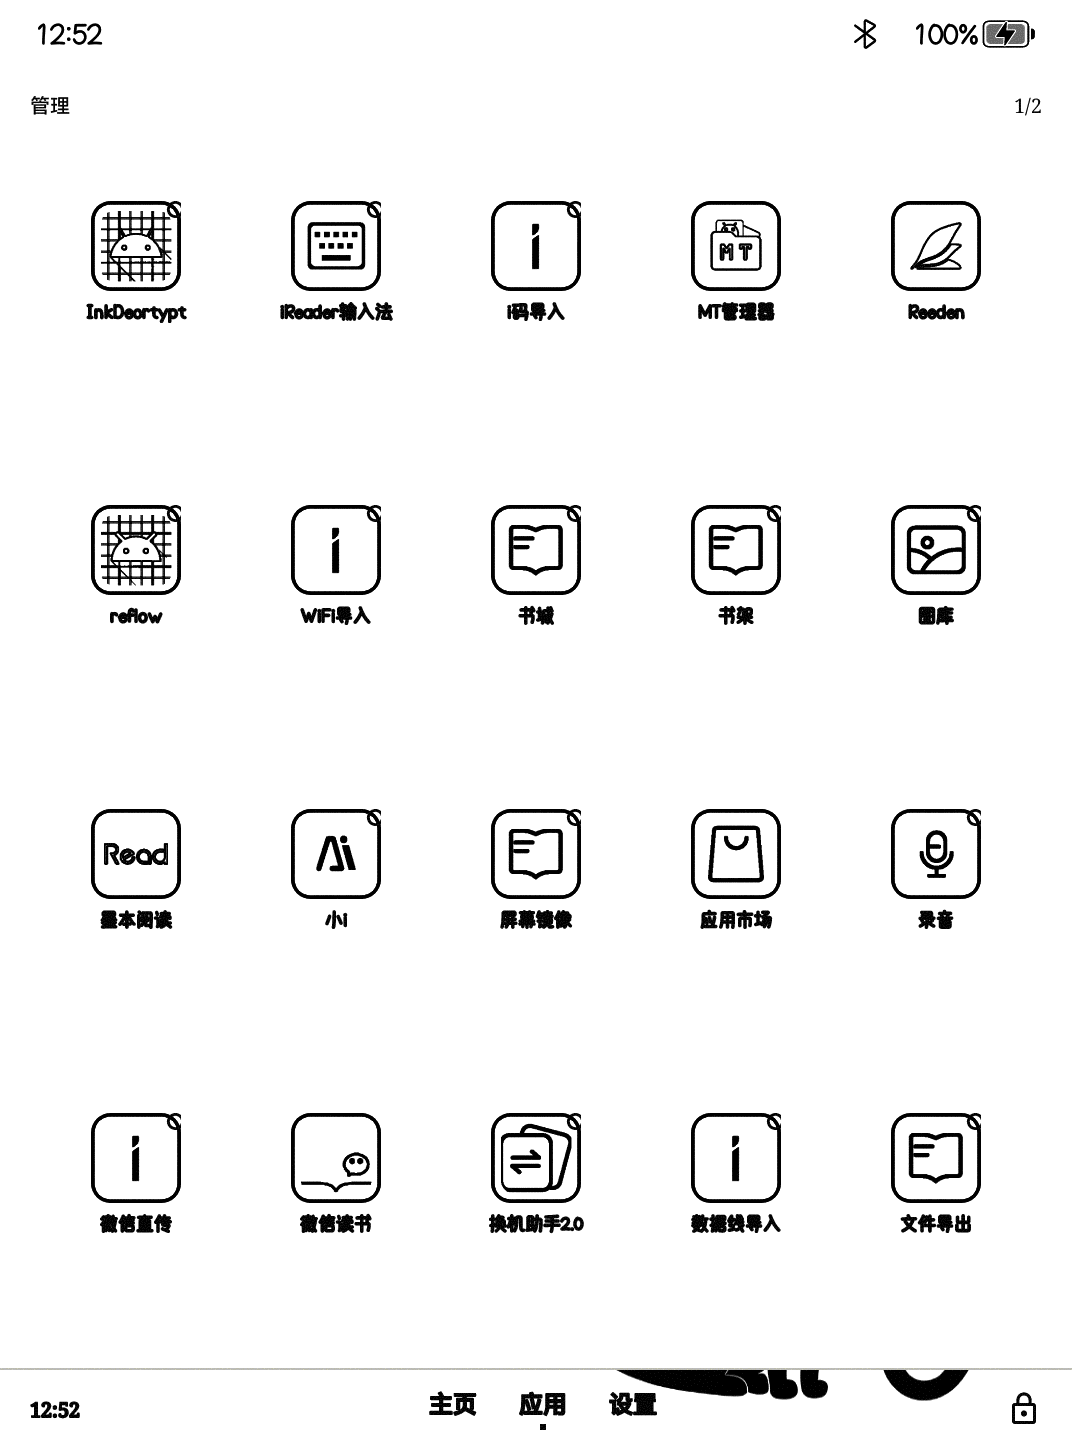 12:52
100%
管理
1/2
InkDecrtypt
iReader输入法
i码导入
MT
MT管理器
Reeden
reflow
WiFi导入
书城
书架
图库
Read
墨本阅读
Ai
小i
屏幕镜像
应用市场
录音
微信直传
微信读书
换机助手2.0
数据线导入
文件导出
12:52
主页
应用
设置